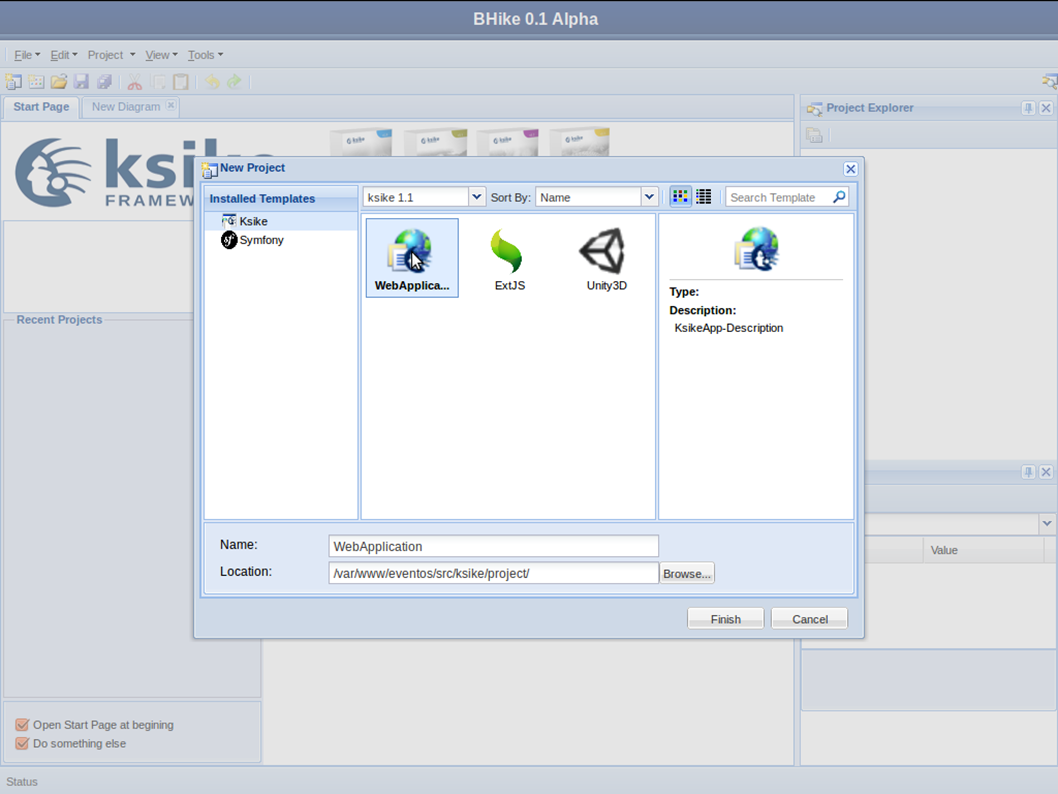 BHike 0.1 Alpha
File Edit Project View Tools
Start Page New Diagram
Project Explorer
ksik
FRAMEW
New Project
Installed Templates
Ksike
Symfony
ksike 1.1 Sort By: Name Search Template
WebApplica... ExtJS Unity3D
Type:
Description:
KsikeApp-Description
Recent Projects
Value
Name: WebApplication
Location: /var/www/eventos/src/ksike/project/ Browse...
Finish Cancel
Open Start Page at begining
Do something else
Status